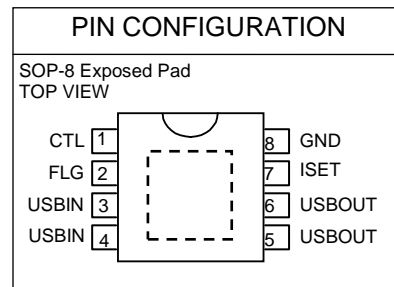 PIN CONFIGURATION
SOP-8 Exposed Pad
TOP VIEW
CTL 1 8 GND
FLG 2 7 ISET
USBIN 3 6 USBOUT
USBIN 4 5 USBOUT